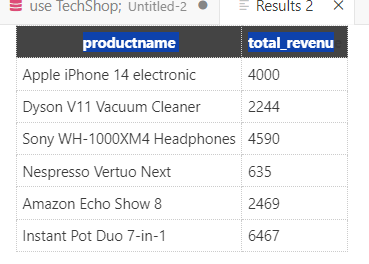 use TechShop; Untitled-2 Results 2
productname total_revenue
Apple iPhone 14 electronic 4000
Dyson V11 Vacuum Cleaner 2244
Sony WH-1000XM4 Headphones 4590
Nespresso Vertuo Next 635
Amazon Echo Show 8 2469
Instant Pot Duo 7-in-1 6467